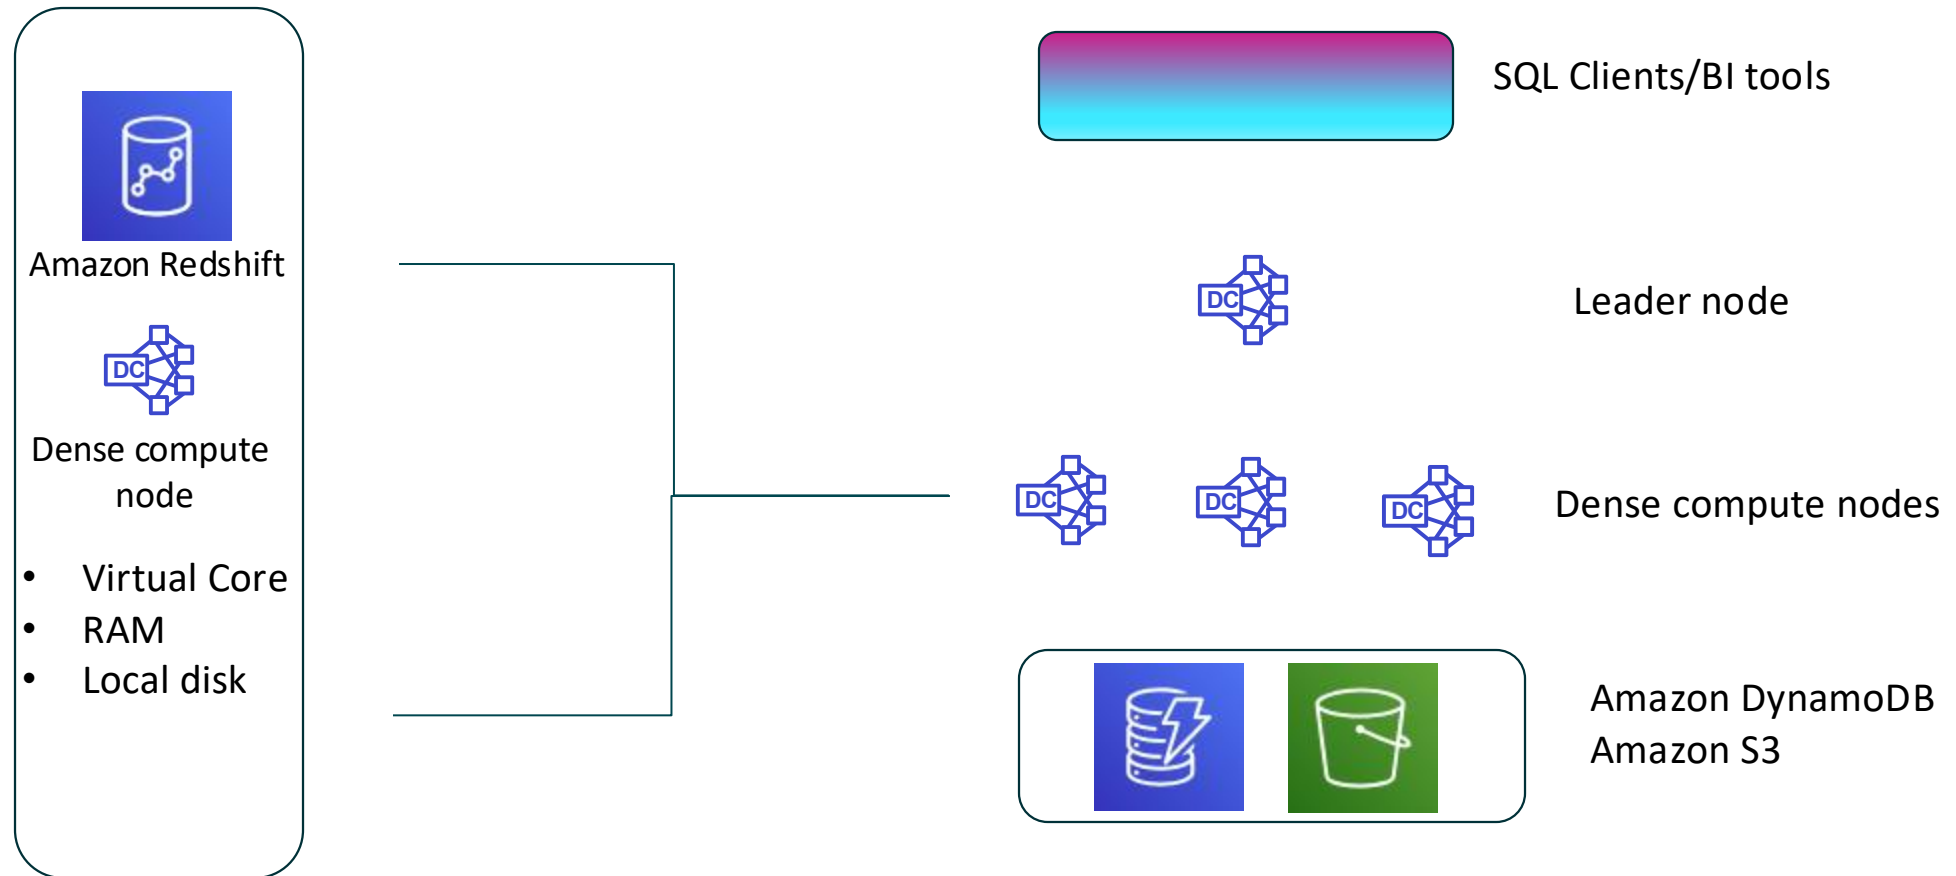 Amazon Redshift
DC
Dense compute
node
• Virtual Core
• RAM
• Local disk
SQL Clients/BI tools
DC
Leader node
DC DC DC
Dense compute nodes
Amazon DynamoDB
Amazon S3